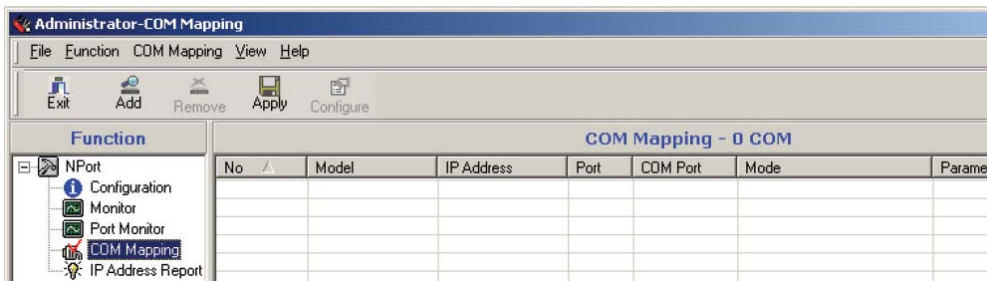 Administrator-COM Mapping
File Function COM Mapping View Help
Exit Add Remove Apply Configure
Function
COM Mapping - 0 COM
No Model IP Address Port COM Port Mode Parame
NPort
Configuration
Monitor
Port Monitor
COM Mapping
IP Address Report